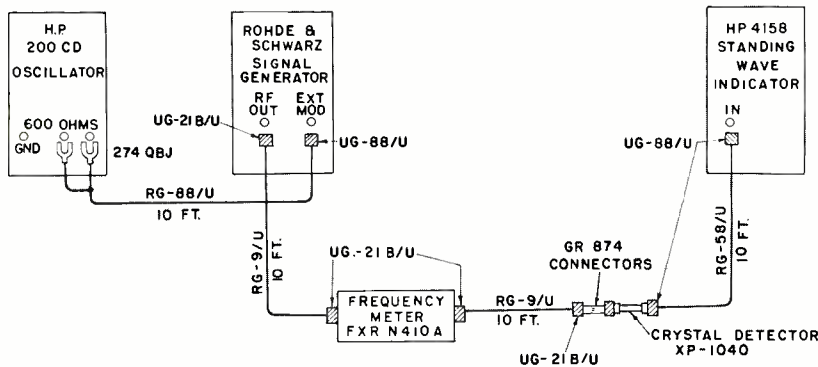 H.P.
200 CD
OSCILLATOR
600 OHMS
GND
274 QBJ
ROHDE &
SCHWARZ
SIGNAL
GENERATOR
RF
OUT
EXT
MOD
UG-21 B/U
UG-88/U
HP 415B
STANDING
WAVE
INDICATOR
IN
UG-88/U
RG-88/U
10 FT.
RG-9/U
10 FT.
UG.-21 B/U
FREQUENCY
METER
FXR N410A
RG-9/U
10 FT.
GR 874
CONNECTORS
RG-58/U
10 FT.
UG-21B/U
CRYSTAL DETECTOR
XP-1040